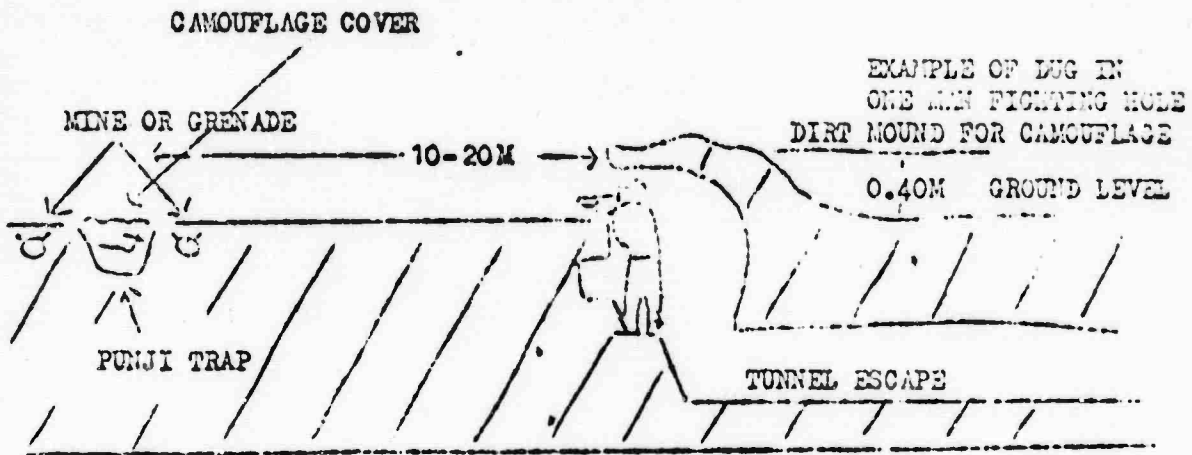 CAMOUFLAGE COVER
EXAMPLE OF DUG IN
ONE MAN FIGHTING HOLE
MINE OR GRENADE
DIRT MOUND FOR CAMOUFLAGE
10-20M
0.40M GROUND LEVEL
PUNJI TRAP
TUNNEL ESCAPE